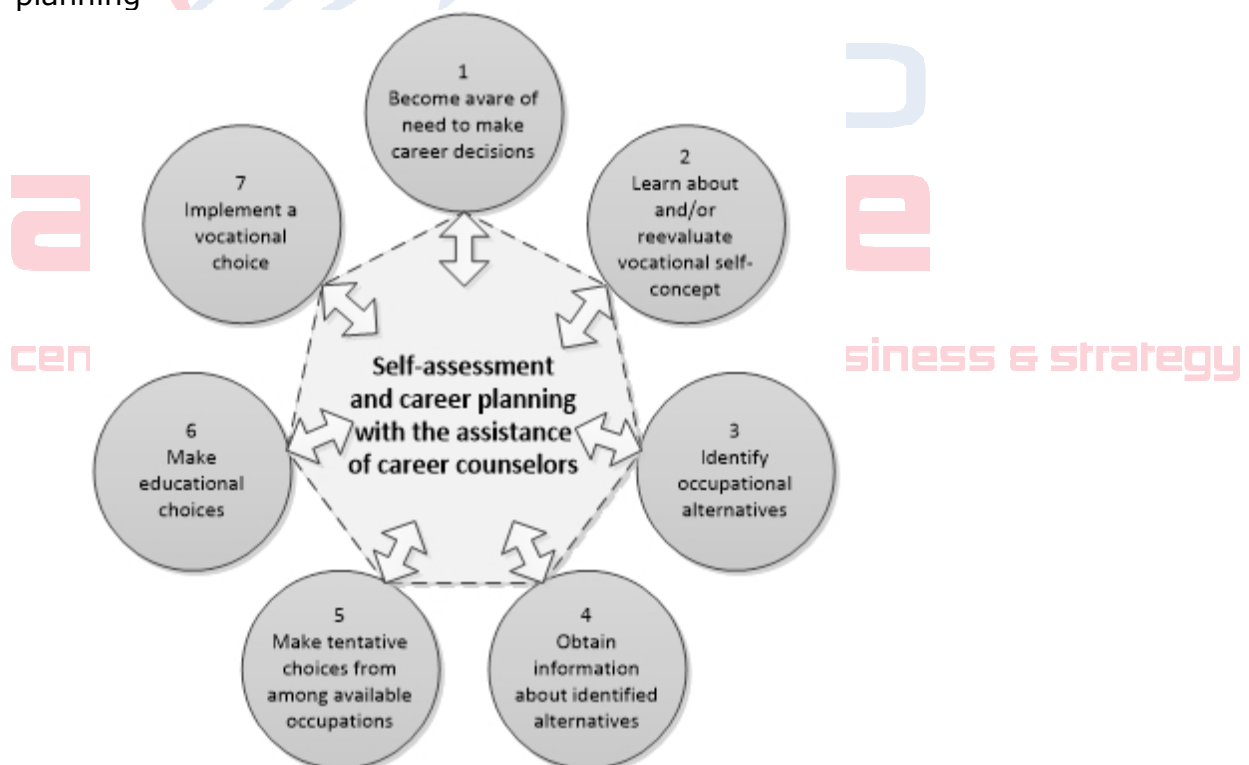 planning
1
Become avare of
need to make
career decisions
2
Learn about
and/or
reevaluate
vocational self-
concept
3
Identify
occupational
alternatives
4
Obtain
information
about identified
alternatives
5
Make tentative
choices from
among available
occupations
6
Make
educational
choices
7
Implement a
vocational
choice
Self-assessment
and career planning
with the assistance
of career counselors
a
e
cen
siness & strategy